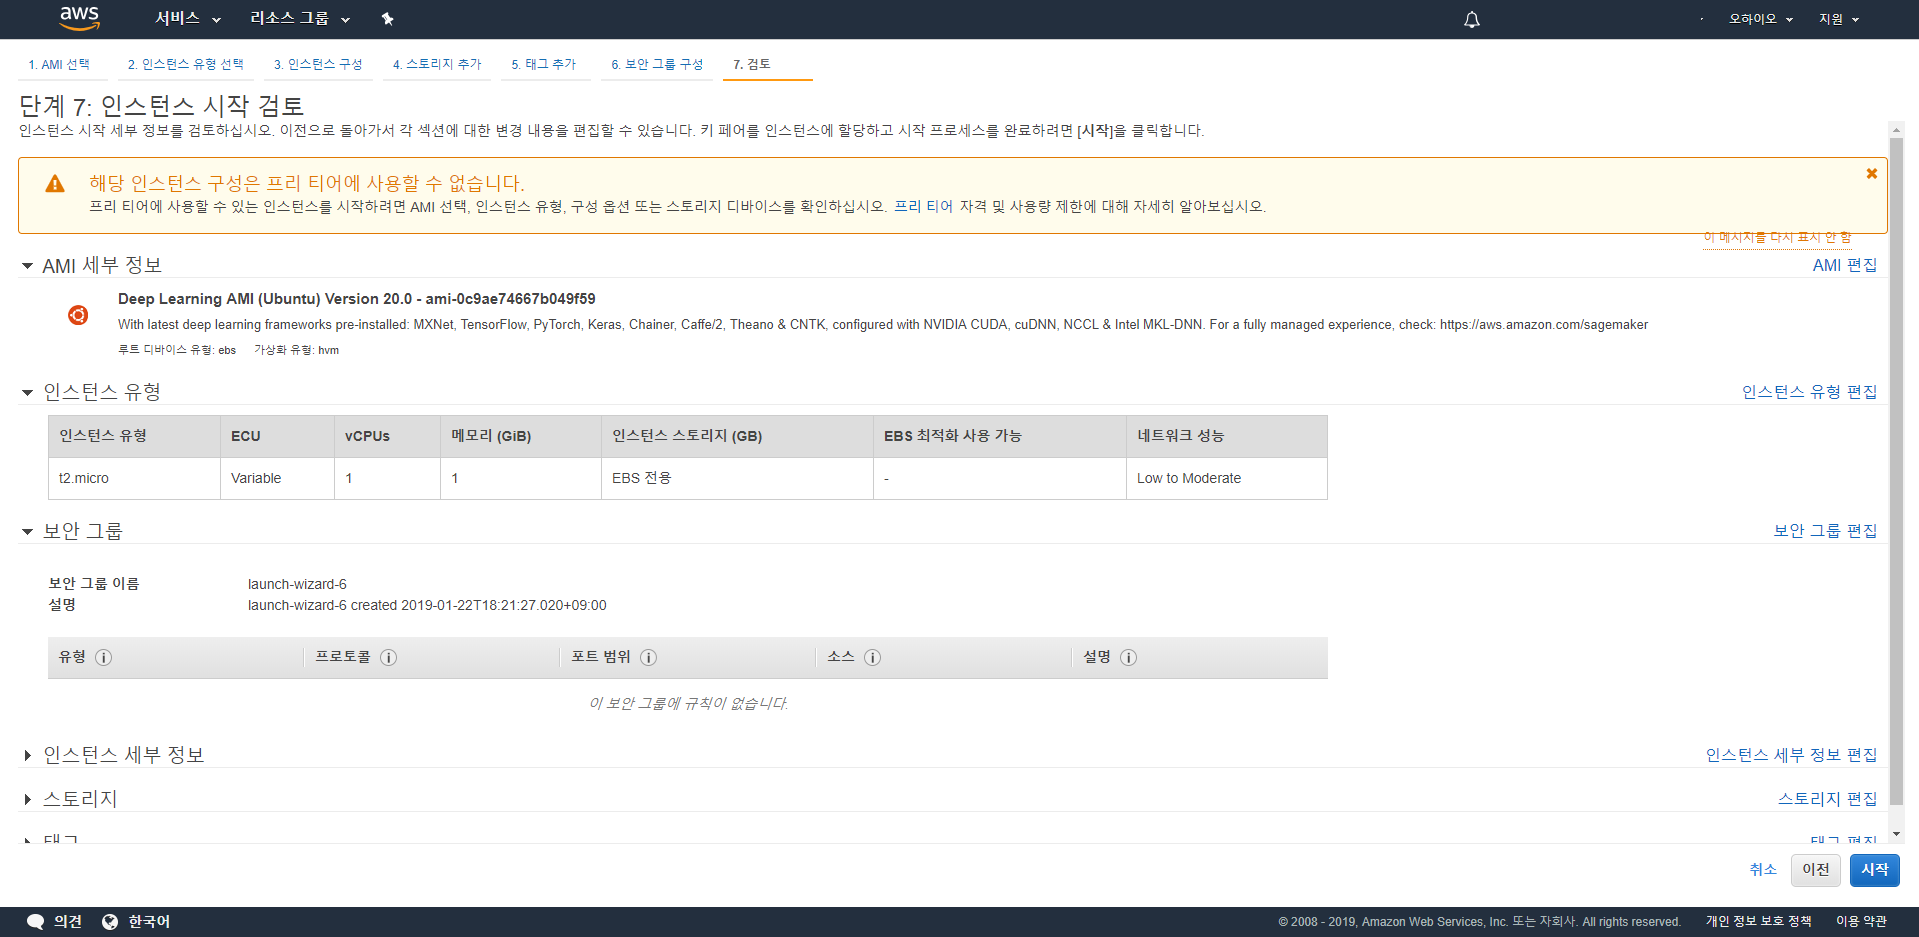 aws 서비스 리소스 그룹 오하이오 지원
1. AMI 선택 2. 인스턴스 유형 선택 3. 인스턴스 구성 4. 스토리지 추가 5. 태그 추가 6. 보안 그룹 구성 7. 검토
단계 7: 인스턴스 시작 검토
인스턴스 시작 세부 정보를 검토하십시오. 이전으로 돌아가서 각 섹션에 대한 변경 내용을 편집할 수 있습니다. 키 페어를 인스턴스에 할당하고 시작 프로세스를 완료하려면 [시작]을 클릭합니다.
해당 인스턴스 구성은 프리 티어에 사용할 수 없습니다.
프리 티어에 사용할 수 있는 인스턴스를 시작하려면 AMI 선택, 인스턴스 유형, 구성 옵션 또는 스토리지 디바이스를 확인하십시오. 프리 티어 자격 및 사용량 제한에 대해 자세히 알아보십시오.
이 메시지를 다시 표시 안 함
AMI 세부 정보 AMI 편집
Deep Learning AMI (Ubuntu) Version 20.0 - ami-0c9ae74667b049f59
With latest deep learning frameworks pre-installed: MXNet, TensorFlow, PyTorch, Keras, Chainer, Caffe/2, Theano & CNTK, configured with NVIDIA CUDA, cuDNN, NCCL & Intel MKL-DNN. For a fully managed experience, check: https://aws.amazon.com/sagemaker
루트 디바이스 유형: ebs 가상화 유형: hvm
인스턴스 유형 인스턴스 유형 편집
인스턴스 유형 ECU vCPUs 메모리 (GiB) 인스턴스 스토리지 (GB) EBS 최적화 사용 가능 네트워크 성능
t2.micro Variable 1 1 EBS 전용 - Low to Moderate
보안 그룹 보안 그룹 편집
보안 그룹 이름 launch-wizard-6
설명 launch-wizard-6 created 2019-01-22T18:21:27.020+09:00
유형 프로토콜 포트 범위 소스 설명
이 보안 그룹에 규칙이 없습니다.
인스턴스 세부 정보 인스턴스 세부 정보 편집
스토리지 스토리지 편집
태그 태그 편집
취소 이전 시작
의견 한국어 © 2008 - 2019, Amazon Web Services, Inc. 또는 자회사. All rights reserved. 개인 정보 보호 정책 이용 약관